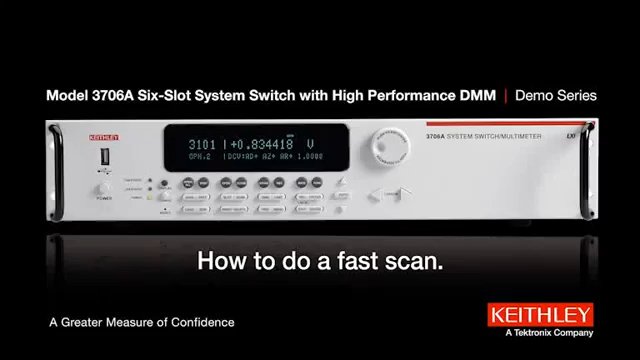 Model 3706A Six-Slot System Switch with High Performance DMM | Demo Series
KEITHLEY
3101 | +0.834418 V
CPH.2 | DCV:AD+ AZ+ AR+ 1.0000
3706A SYSTEM SWITCH/MULTIMETER
LXI
POWER
How to do a fast scan.
A Greater Measure of Confidence
KEITHLEY
A Tektronix Company